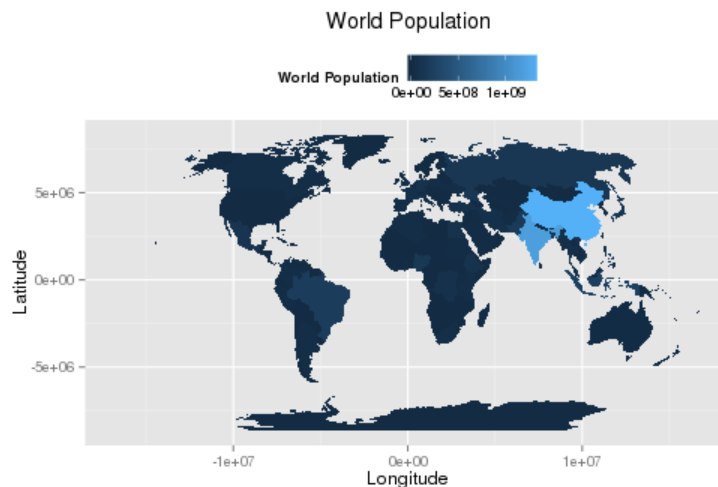 World Population
World Population
0e+00 5e+08 1e+09
5e+06
0e+00
-5e+06
Latitude
-1e+07 0e+00 1e+07
Longitude